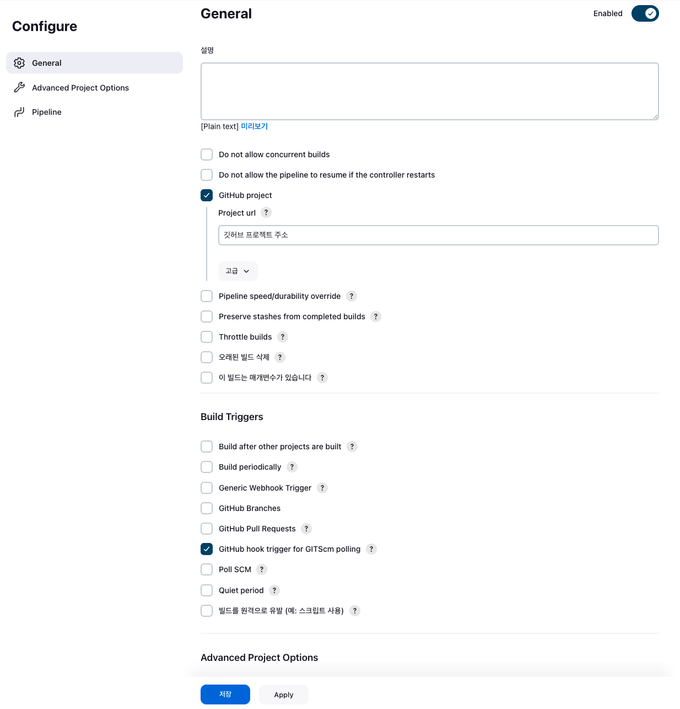 Configure
General
Advanced Project Options
Pipeline
General
Enabled
설명
[Plain text] 미리보기
Do not allow concurrent builds
Do not allow the pipeline to resume if the controller restarts
GitHub project
Project url ?
깃허브 프로젝트 주소
고급
Pipeline speed/durability override ?
Preserve stashes from completed builds ?
Throttle builds ?
오래된 빌드 삭제 ?
이 빌드는 매개변수가 있습니다 ?
Build Triggers
Build after other projects are built ?
Build periodically ?
Generic Webhook Trigger ?
GitHub Branches
GitHub Pull Requests ?
GitHub hook trigger for GITScm polling ?
Poll SCM ?
Quiet period ?
빌드를 원격으로 유발 (예: 스크립트 사용) ?
Advanced Project Options
저장 Apply